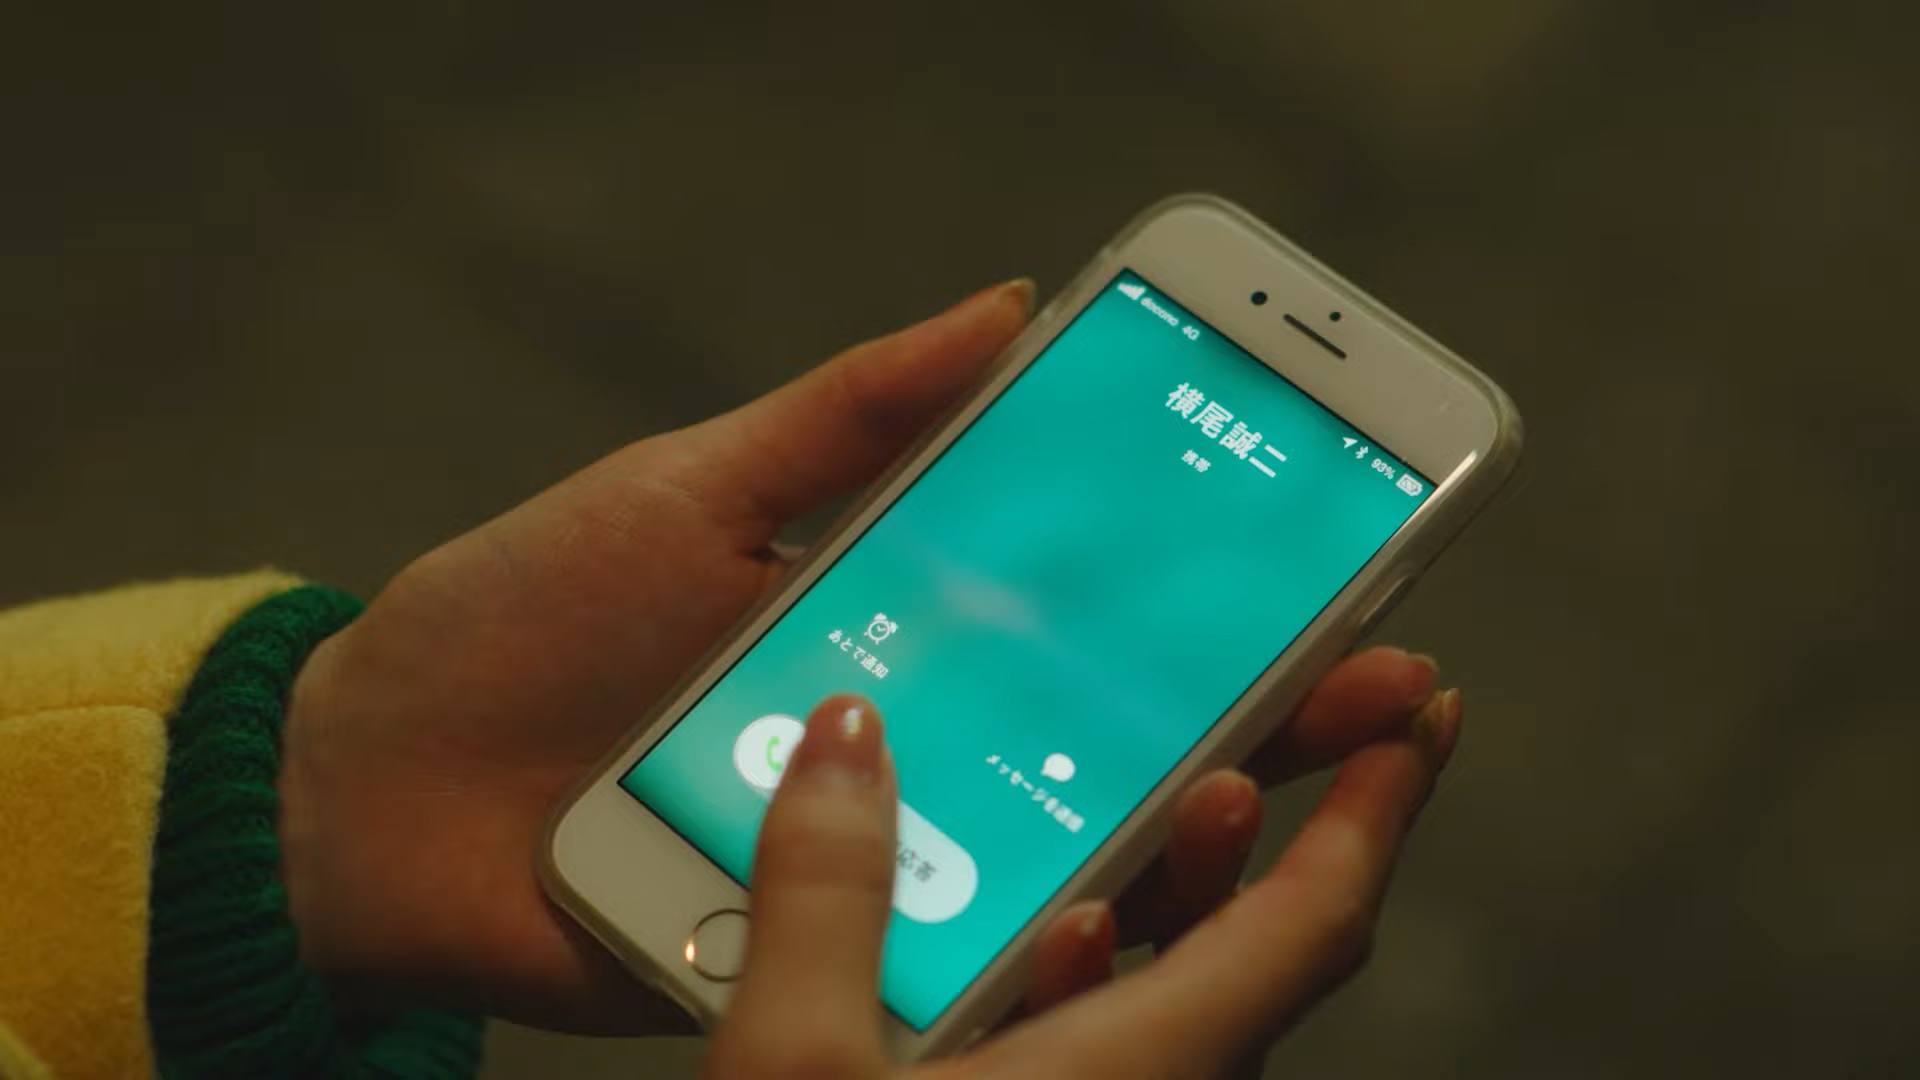 docomo 4G
93%
横尾誠二
携帯
あとで通知
メッセージを送信
応答